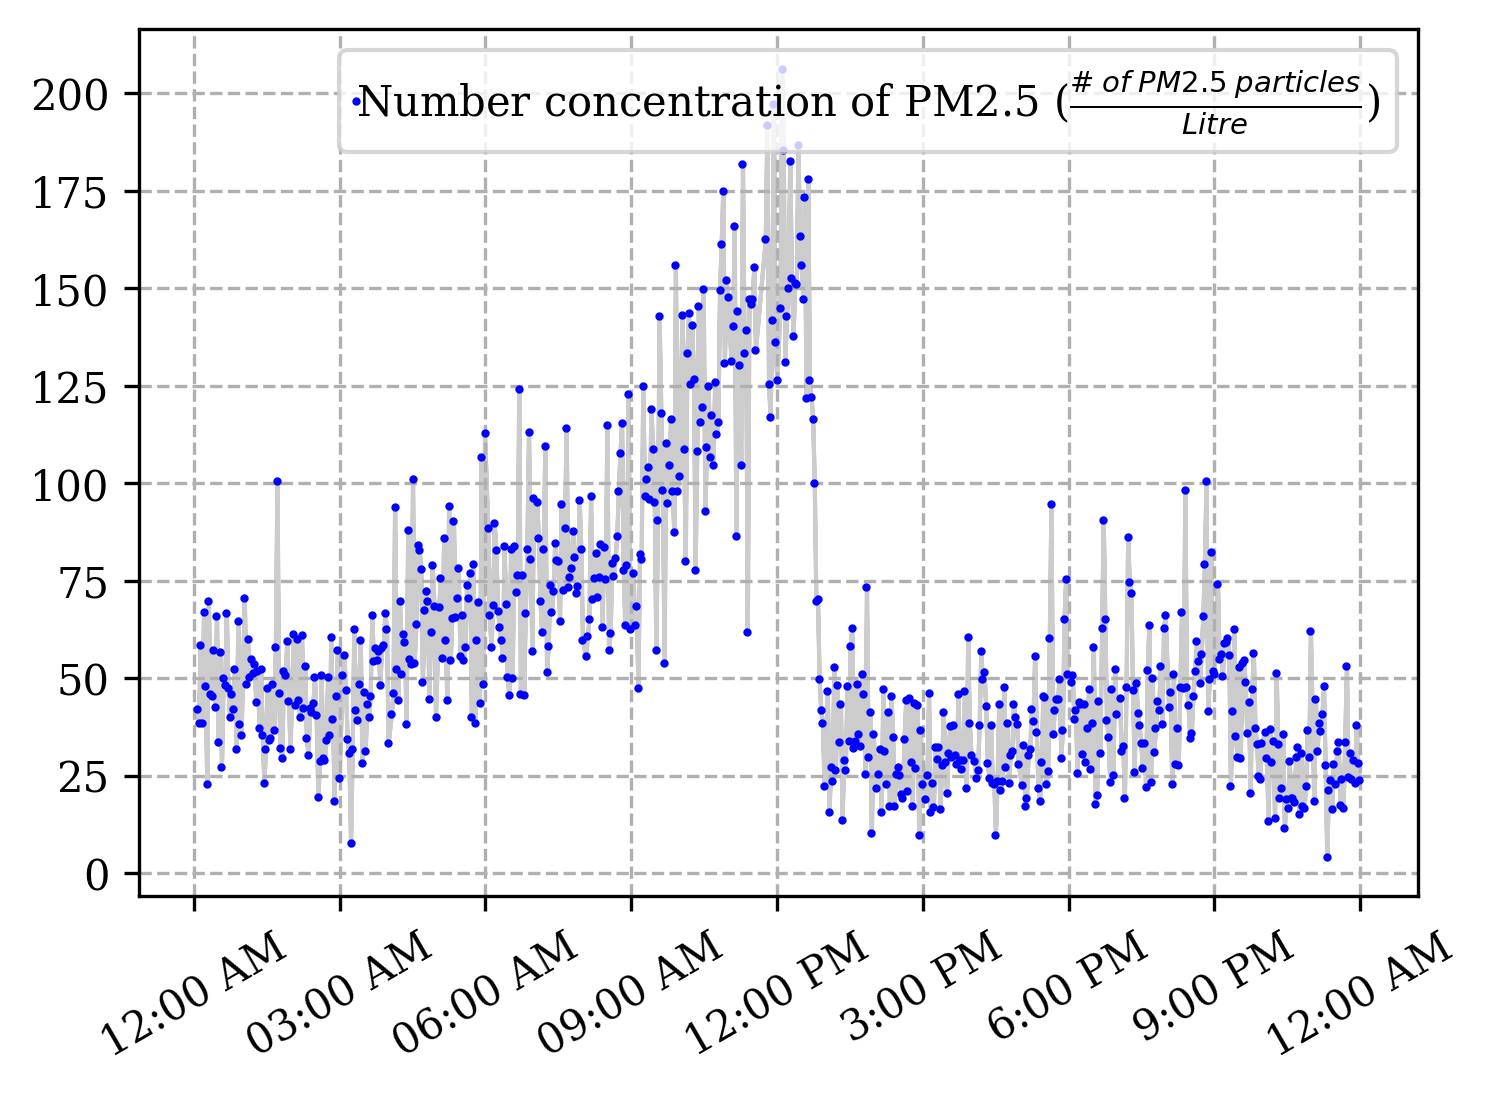 Number concentration of PM2.5 (# of PM2.5 particles / Litre)
200
175
150
125
100
75
50
25
0
12:00 AM
03:00 AM
06:00 AM
09:00 AM
12:00 PM
3:00 PM
6:00 PM
9:00 PM
12:00 AM